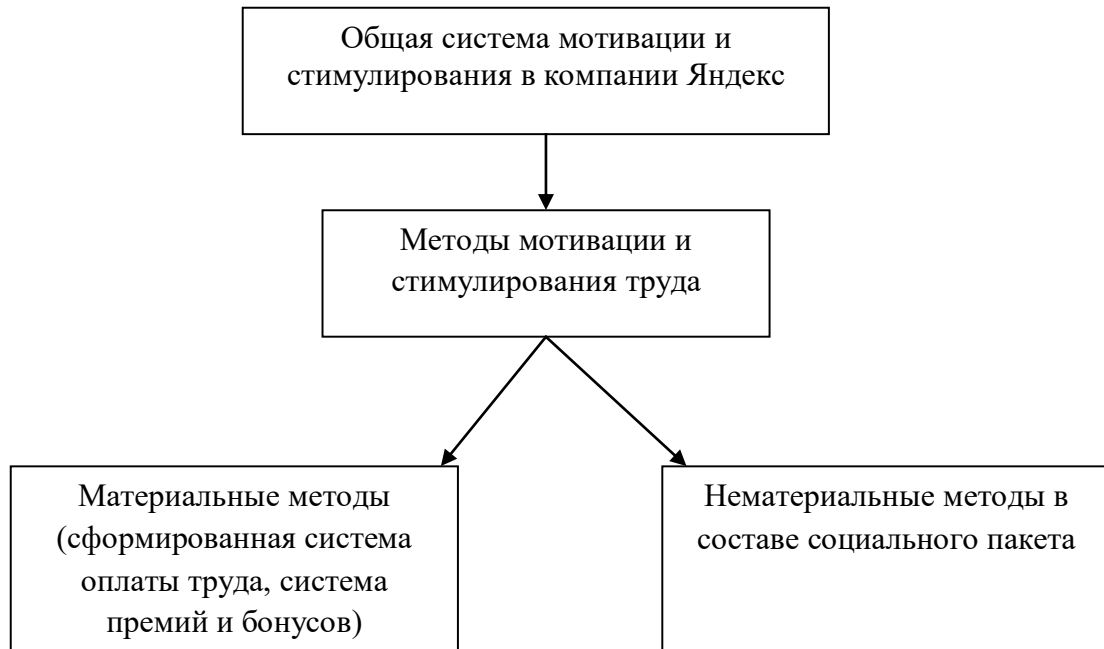 Общая система мотивации и
стимулирования в компании Яндекс
Методы мотивации и
стимулирования труда
Материальные методы
(сформированная система
оплаты труда, система
премий и бонусов)
Нематериальные методы в
составе социального пакета